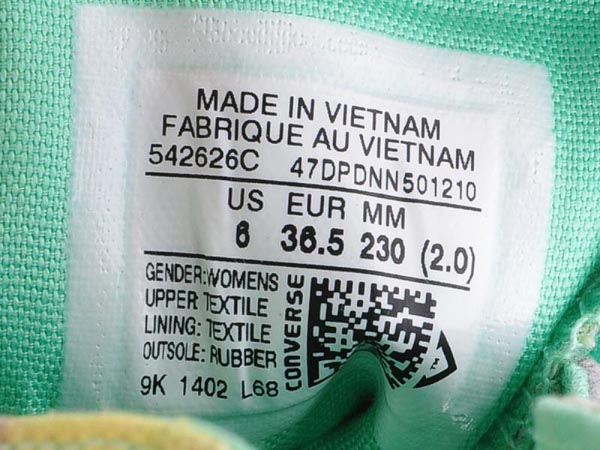 MADE IN VIETNAM
FABRIQUE AU VIETNAM
542626C 47DPDNN501210
US EUR MM
6 36.5 230 (2.0)
GENDER:WOMENS
UPPER TEXTILE
LINING: TEXTILE
OUTSOLE: RUBBER
9K 1402 L68
CONVERSE